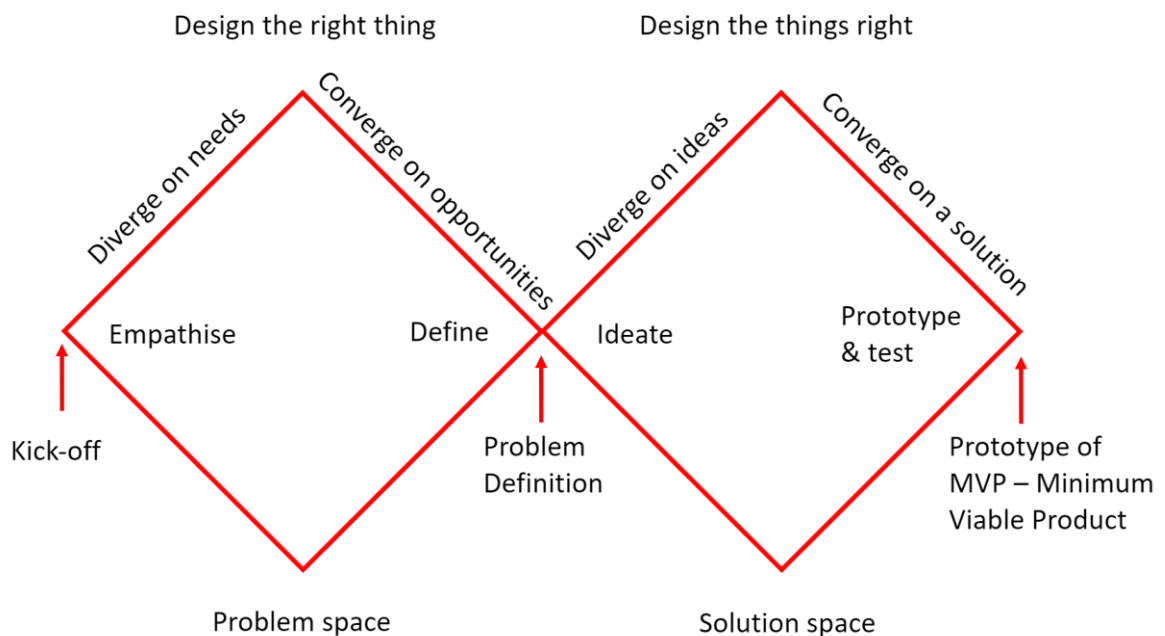 Design the right thing
Design the things right
Diverge on needs
Converge on opportunities
Diverge on ideas
Converge on a solution
Empathise
Define
Ideate
Prototype
& test
Kick-off
Problem
Definition
Prototype of
MVP – Minimum
Viable Product
Problem space
Solution space